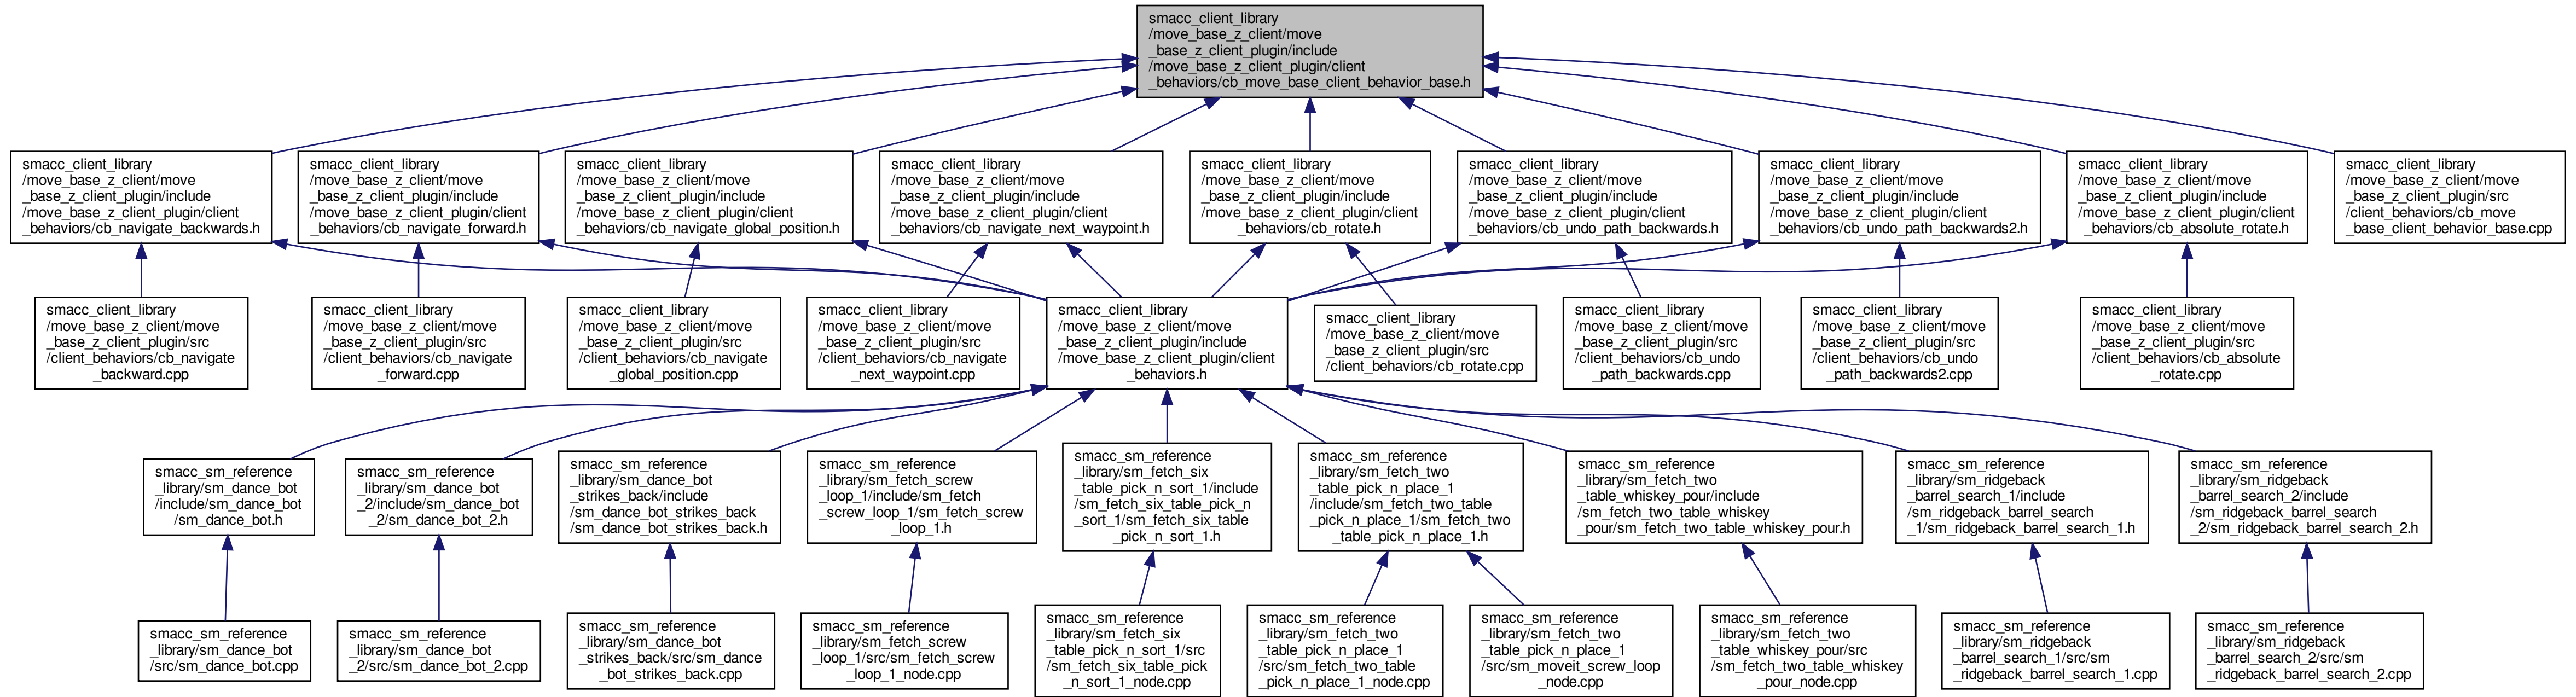 smacc_client_library
/move_base_z_client/move
_base_z_client_plugin/include
/move_base_z_client_plugin/client
_behaviors/cb_move_base_client_behavior_base.h
smacc_client_library
/move_base_z_client/move
_base_z_client_plugin/include
/move_base_z_client_plugin/client
_behaviors/cb_navigate_backwards.h
smacc_client_library
/move_base_z_client/move
_base_z_client_plugin/include
/move_base_z_client_plugin/client
_behaviors/cb_navigate_forward.h
smacc_client_library
/move_base_z_client/move
_base_z_client_plugin/include
/move_base_z_client_plugin/client
_behaviors/cb_navigate_global_position.h
smacc_client_library
/move_base_z_client/move
_base_z_client_plugin/include
/move_base_z_client_plugin/client
_behaviors/cb_navigate_next_waypoint.h
smacc_client_library
/move_base_z_client/move
_base_z_client_plugin/include
/move_base_z_client_plugin/client
_behaviors/cb_rotate.h
smacc_client_library
/move_base_z_client/move
_base_z_client_plugin/include
/move_base_z_client_plugin/client
_behaviors/cb_undo_path_backwards.h
smacc_client_library
/move_base_z_client/move
_base_z_client_plugin/include
/move_base_z_client_plugin/client
_behaviors/cb_undo_path_backwards2.h
smacc_client_library
/move_base_z_client/move
_base_z_client_plugin/include
/move_base_z_client_plugin/client
_behaviors/cb_absolute_rotate.h
smacc_client_library
/move_base_z_client/move
_base_z_client_plugin/src
/client_behaviors/cb_move
_base_client_behavior_base.cpp
smacc_client_library
/move_base_z_client/move
_base_z_client_plugin/src
/client_behaviors/cb_navigate
_backward.cpp
smacc_client_library
/move_base_z_client/move
_base_z_client_plugin/src
/client_behaviors/cb_navigate
_forward.cpp
smacc_client_library
/move_base_z_client/move
_base_z_client_plugin/src
/client_behaviors/cb_navigate
_global_position.cpp
smacc_client_library
/move_base_z_client/move
_base_z_client_plugin/src
/client_behaviors/cb_navigate
_next_waypoint.cpp
smacc_client_library
/move_base_z_client/move
_base_z_client_plugin/include
/move_base_z_client_plugin/client
_behaviors.h
smacc_client_library
/move_base_z_client/move
_base_z_client_plugin/src
/client_behaviors/cb_rotate.cpp
smacc_client_library
/move_base_z_client/move
_base_z_client_plugin/src
/client_behaviors/cb_undo
_path_backwards.cpp
smacc_client_library
/move_base_z_client/move
_base_z_client_plugin/src
/client_behaviors/cb_undo
_path_backwards2.cpp
smacc_client_library
/move_base_z_client/move
_base_z_client_plugin/src
/client_behaviors/cb_absolute
_rotate.cpp
smacc_sm_reference
_library/sm_dance_bot
/include/sm_dance_bot
/sm_dance_bot.h
smacc_sm_reference
_library/sm_dance_bot
_2/include/sm_dance_bot
_2/sm_dance_bot_2.h
smacc_sm_reference
_library/sm_dance_bot
_strikes_back/include
/sm_dance_bot_strikes_back
/sm_dance_bot_strikes_back.h
smacc_sm_reference
_library/sm_fetch_screw
_loop_1/include/sm_fetch
_screw_loop_1/sm_fetch_screw
_loop_1.h
smacc_sm_reference
_library/sm_fetch_six
_table_pick_n_sort_1/include
/sm_fetch_six_table_pick_n
_sort_1/sm_fetch_six_table
_pick_n_sort_1.h
smacc_sm_reference
_library/sm_fetch_two
_table_pick_n_place_1
/include/sm_fetch_two_table
_pick_n_place_1/sm_fetch_two
_table_pick_n_place_1.h
smacc_sm_reference
_library/sm_fetch_two
_table_whiskey_pour/include
/sm_fetch_two_table_whiskey
_pour/sm_fetch_two_table_whiskey_pour.h
smacc_sm_reference
_library/sm_ridgeback
_barrel_search_1/include
/sm_ridgeback_barrel_search
_1/sm_ridgeback_barrel_search_1.h
smacc_sm_reference
_library/sm_ridgeback
_barrel_search_2/include
/sm_ridgeback_barrel_search
_2/sm_ridgeback_barrel_search_2.h
smacc_sm_reference
_library/sm_dance_bot
/src/sm_dance_bot.cpp
smacc_sm_reference
_library/sm_dance_bot
_2/src/sm_dance_bot_2.cpp
smacc_sm_reference
_library/sm_dance_bot
_strikes_back/src/sm_dance
_bot_strikes_back.cpp
smacc_sm_reference
_library/sm_fetch_screw
_loop_1/src/sm_fetch_screw
_loop_1_node.cpp
smacc_sm_reference
_library/sm_fetch_six
_table_pick_n_sort_1/src
/sm_fetch_six_table_pick
_n_sort_1_node.cpp
smacc_sm_reference
_library/sm_fetch_two
_table_pick_n_place_1
/src/sm_fetch_two_table
_pick_n_place_1_node.cpp
smacc_sm_reference
_library/sm_fetch_two
_table_pick_n_place_1
/src/sm_moveit_screw_loop
_node.cpp
smacc_sm_reference
_library/sm_fetch_two
_table_whiskey_pour/src
/sm_fetch_two_table_whiskey
_pour_node.cpp
smacc_sm_reference
_library/sm_ridgeback
_barrel_search_1/src/sm
_ridgeback_barrel_search_1.cpp
smacc_sm_reference
_library/sm_ridgeback
_barrel_search_2/src/sm
_ridgeback_barrel_search_2.cpp